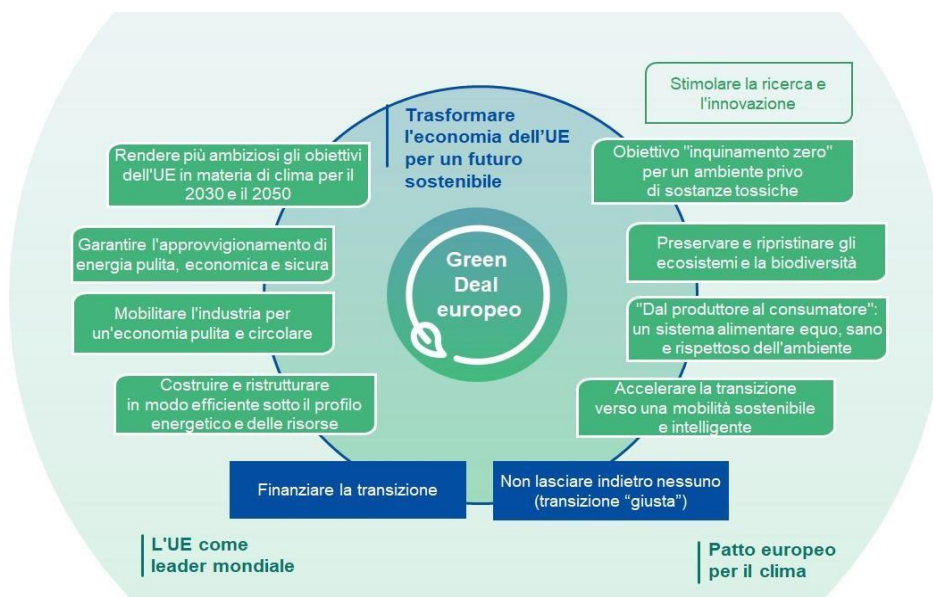 Stimolare la ricerca e
l'innovazione
Trasformare
l'economia dell'UE
per un futuro
sostenibile
Rendere più ambiziosi gli obiettivi
dell'UE in materia di clima per il
2030 e il 2050
Obiettivo "inquinamento zero"
per un ambiente privo
di sostanze tossiche
Garantire l'approvvigionamento di
energia pulita, economica e sicura
Preservare e ripristinare gli
ecosistemi e la biodiversità
Green
Deal
europeo
Mobilitare l'industria per
un'economia pulita e circolare
"Dal produttore al consumatore":
un sistema alimentare equo, sano
e rispettoso dell'ambiente
Costruire e ristrutturare
in modo efficiente sotto il profilo
energetico e delle risorse
Accelerare la transizione
verso una mobilità sostenibile
e intelligente
Finanziare la transizione
Non lasciare indietro nessuno
(transizione “giusta”)
L'UE come
leader mondiale
Patto europeo
per il clima